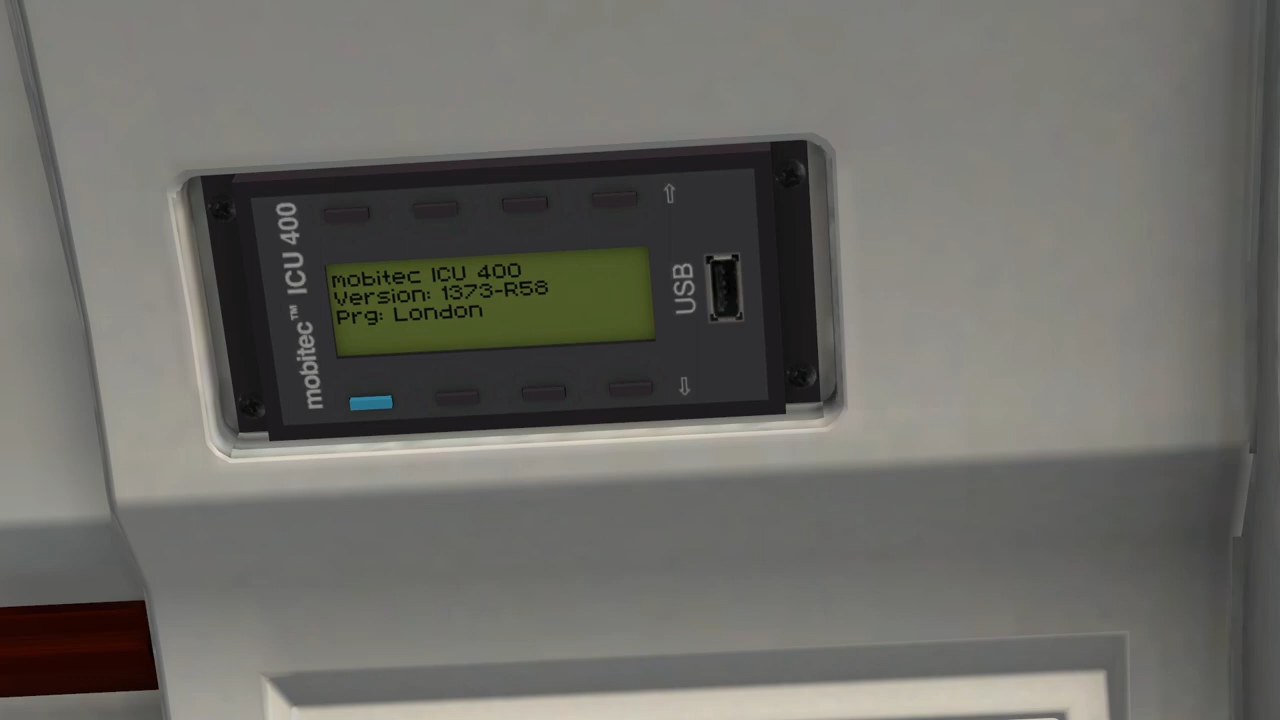 mobitec™ ICU 400
mobitec ICU 400
Version: 1373-R58
Prg: London
USB